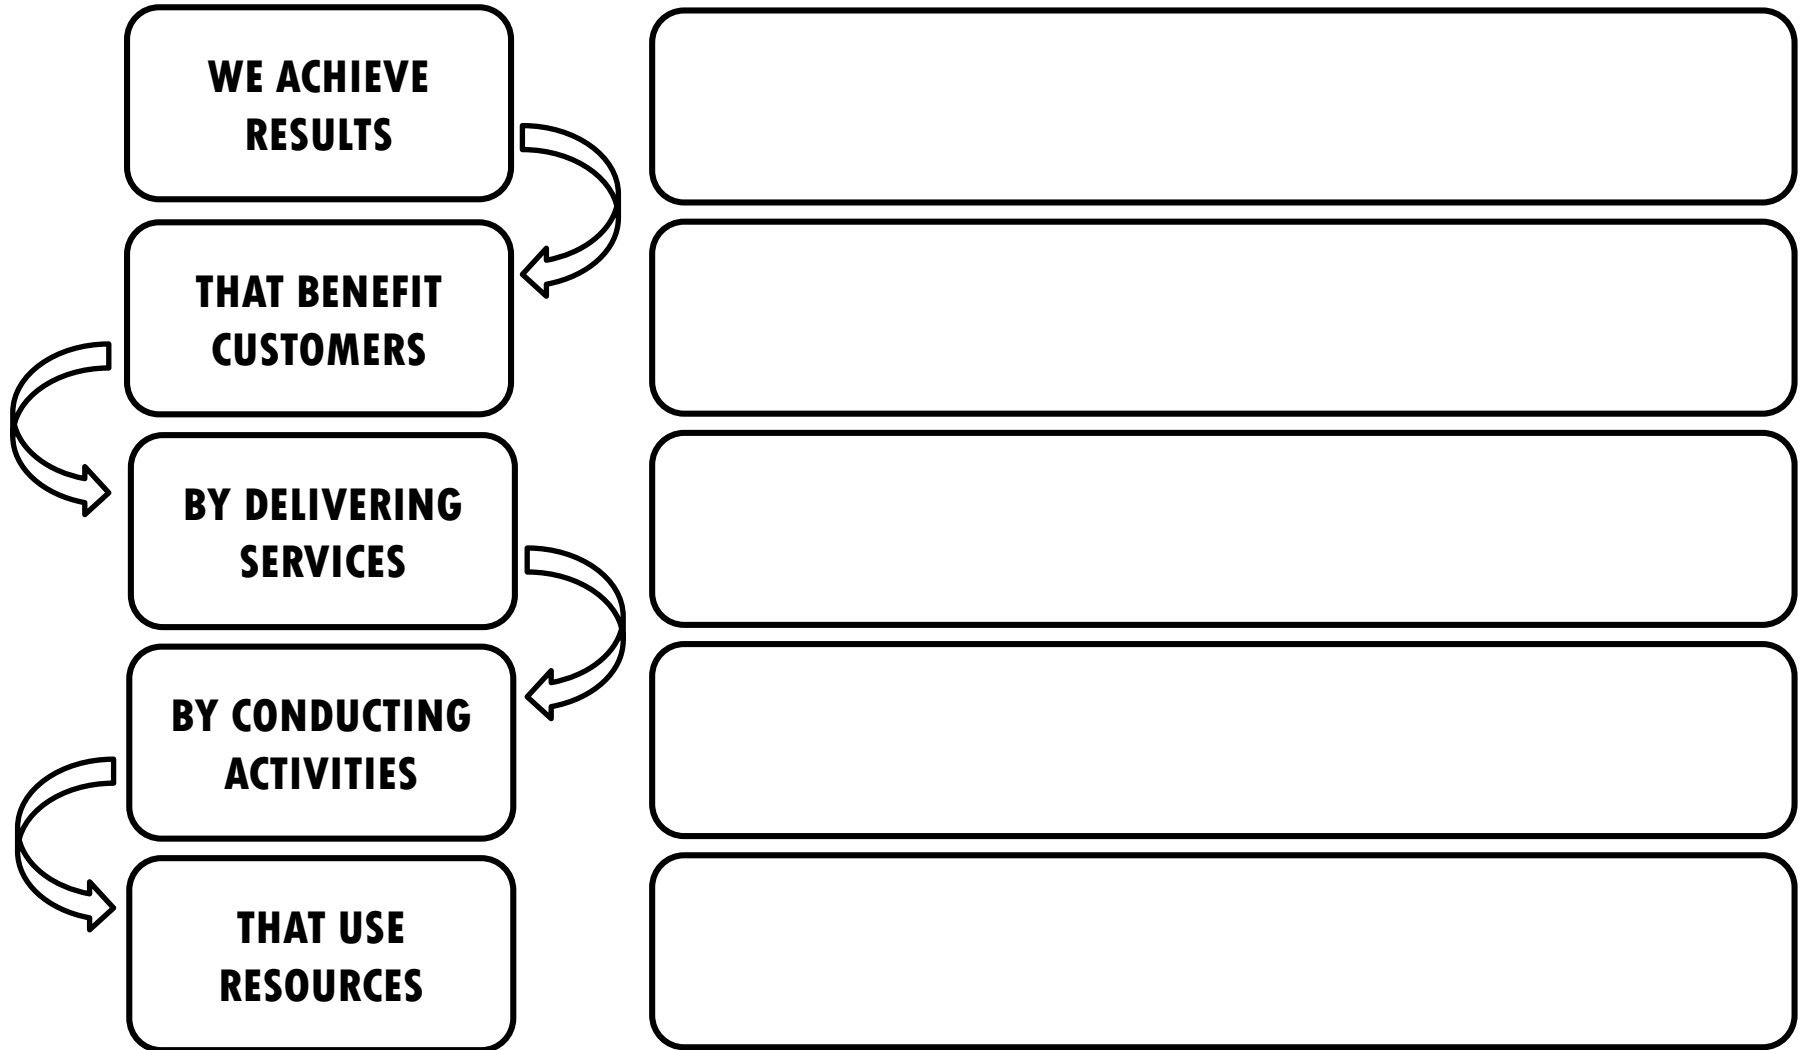 WE ACHIEVE
RESULTS
THAT BENEFIT
CUSTOMERS
BY DELIVERING
SERVICES
BY CONDUCTING
ACTIVITIES
THAT USE
RESOURCES